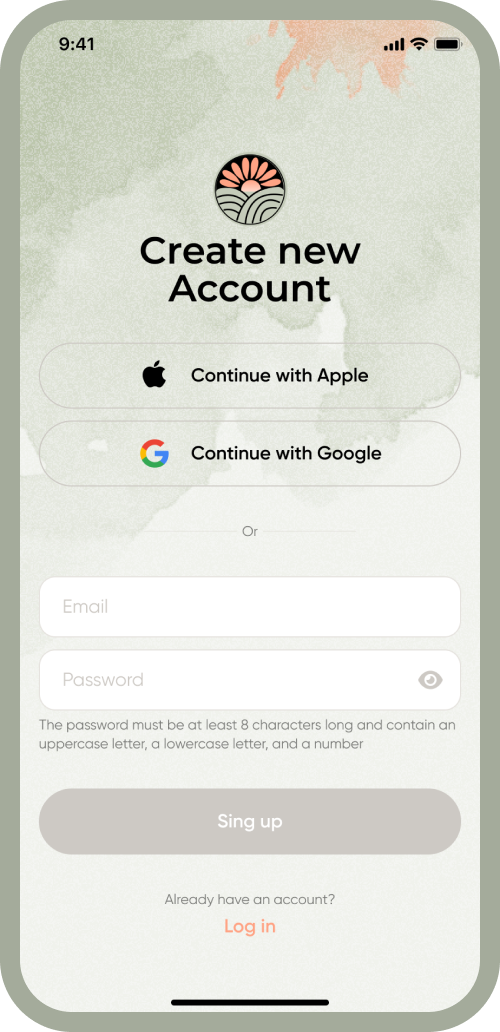 9:41
Create new
Account
Continue with Apple
Continue with Google
Or
Email
Password
The password must be at least 8 characters long and contain an
uppercase letter, a lowercase letter, and a number
Sing up
Already have an account?
Log in